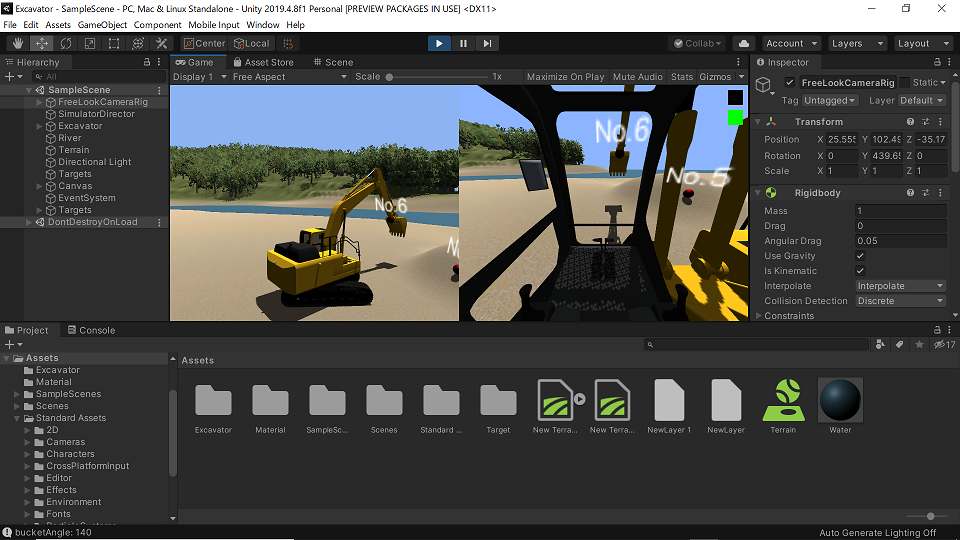 Excavator - SampleScene - PC, Mac & Linux Standalone - Unity 2019.4.8f1 Personal [PREVIEW PACKAGES IN USE] <DX11>
File Edit Assets GameObject Component Mobile Input Window Help
Center Local Collab Account Layers Layout
Hierarchy
All
SampleScene
FreeLookCameraRig
SimulatorDirector
Excavator
River
Terrain
Directional Light
Targets
Canvas
EventSystem
Targets
DontDestroyOnLoad
Game Asset Store Scene
Display 1 Free Aspect Scale 1x Maximize On Play Mute Audio Stats Gizmos
No.6
No.6
No.5
Inspector
FreeLookCameraRig Static
Tag Untagged Layer Default
Transform
Position X 25.555 Y 102.49 Z -35.17
Rotation X 0 Y 439.65 Z 0
Scale X 1 Y 1 Z 1
Rigidbody
Mass 1
Drag 0
Angular Drag 0.05
Use Gravity
Is Kinematic
Interpolate Interpolate
Collision Detection Discrete
Constraints
Project Console
17
Assets
Excavator
Material
SampleScenes
Scenes
Standard Assets
2D
Cameras
Characters
CrossPlatformInput
Editor
Effects
Environment
Fonts
Assets
Excavator Material SampleSc... Scenes Standard ... Target New Terra... New Terra... NewLayer 1 NewLayer Terrain Water
bucketAngle: 140
Auto Generate Lighting Off